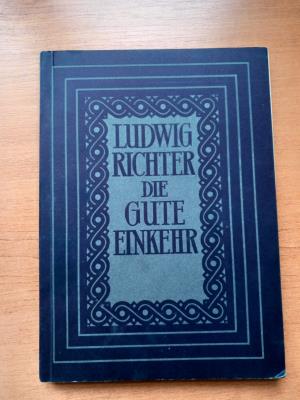 LUDWIG
RICHTER
DIE
GUTE
EINKEHR